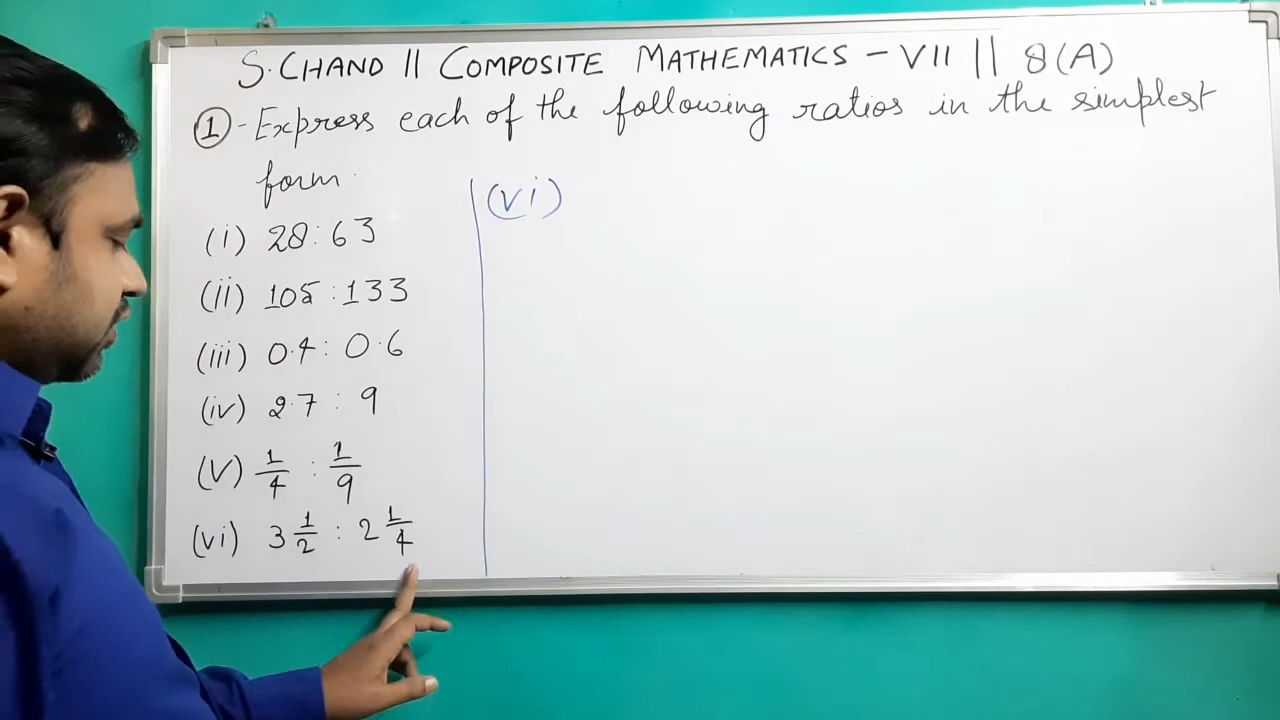 S. CHAND || COMPOSITE MATHEMATICS - VII || 8(A)
① - Express each of the following ratios in the simplest
form.
(i) 28 : 63
(ii) 105 : 133
(iii) 0.4 : 0.6
(iv) 2.7 : 9
(v) 1/4 : 1/9
(vi) 3 1/2 : 2 1/4
(vi)